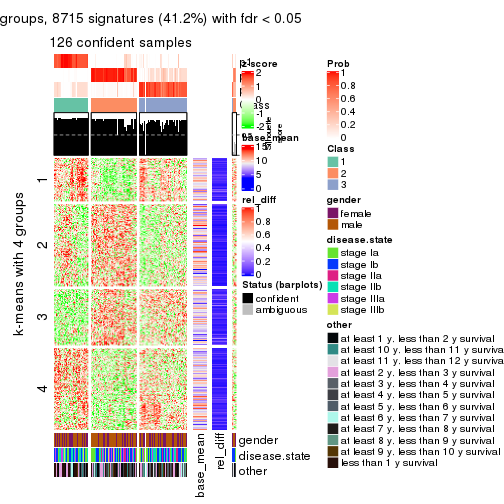 groups, 8715 signatures (41.2%) with fdr < 0.05
126 confident samples
1
2
3
4
k-means with 4 groups
base_mean
rel_diff
gender
disease.state
other
z-score
2
1
0
-1
-2
base_mean
15
10
5
0
rel_diff
1
0.8
0.6
0.4
0.2
0
Status (barplots)
confident
ambiguous
Prob
1
0.8
0.6
0.4
0.2
0
Class
1
2
3
gender
female
male
disease.state
stage Ia
stage Ib
stage IIa
stage IIb
stage IIIa
stage IIIb
other
at least 1 y. less than 2 y survival
at least 10 y. less than 11 y surviva
at least 11 y. less than 12 y surviva
at least 2 y. less than 3 y survival
at least 3 y. less than 4 y survival
at least 4 y. less than 5 y survival
at least 5 y. less than 6 y survival
at least 6 y. less than 7 y survival
at least 7 y. less than 8 y survival
at least 8 y. less than 9 y survival
at least 9 y. less than 10 y survival
less than 1 y survival